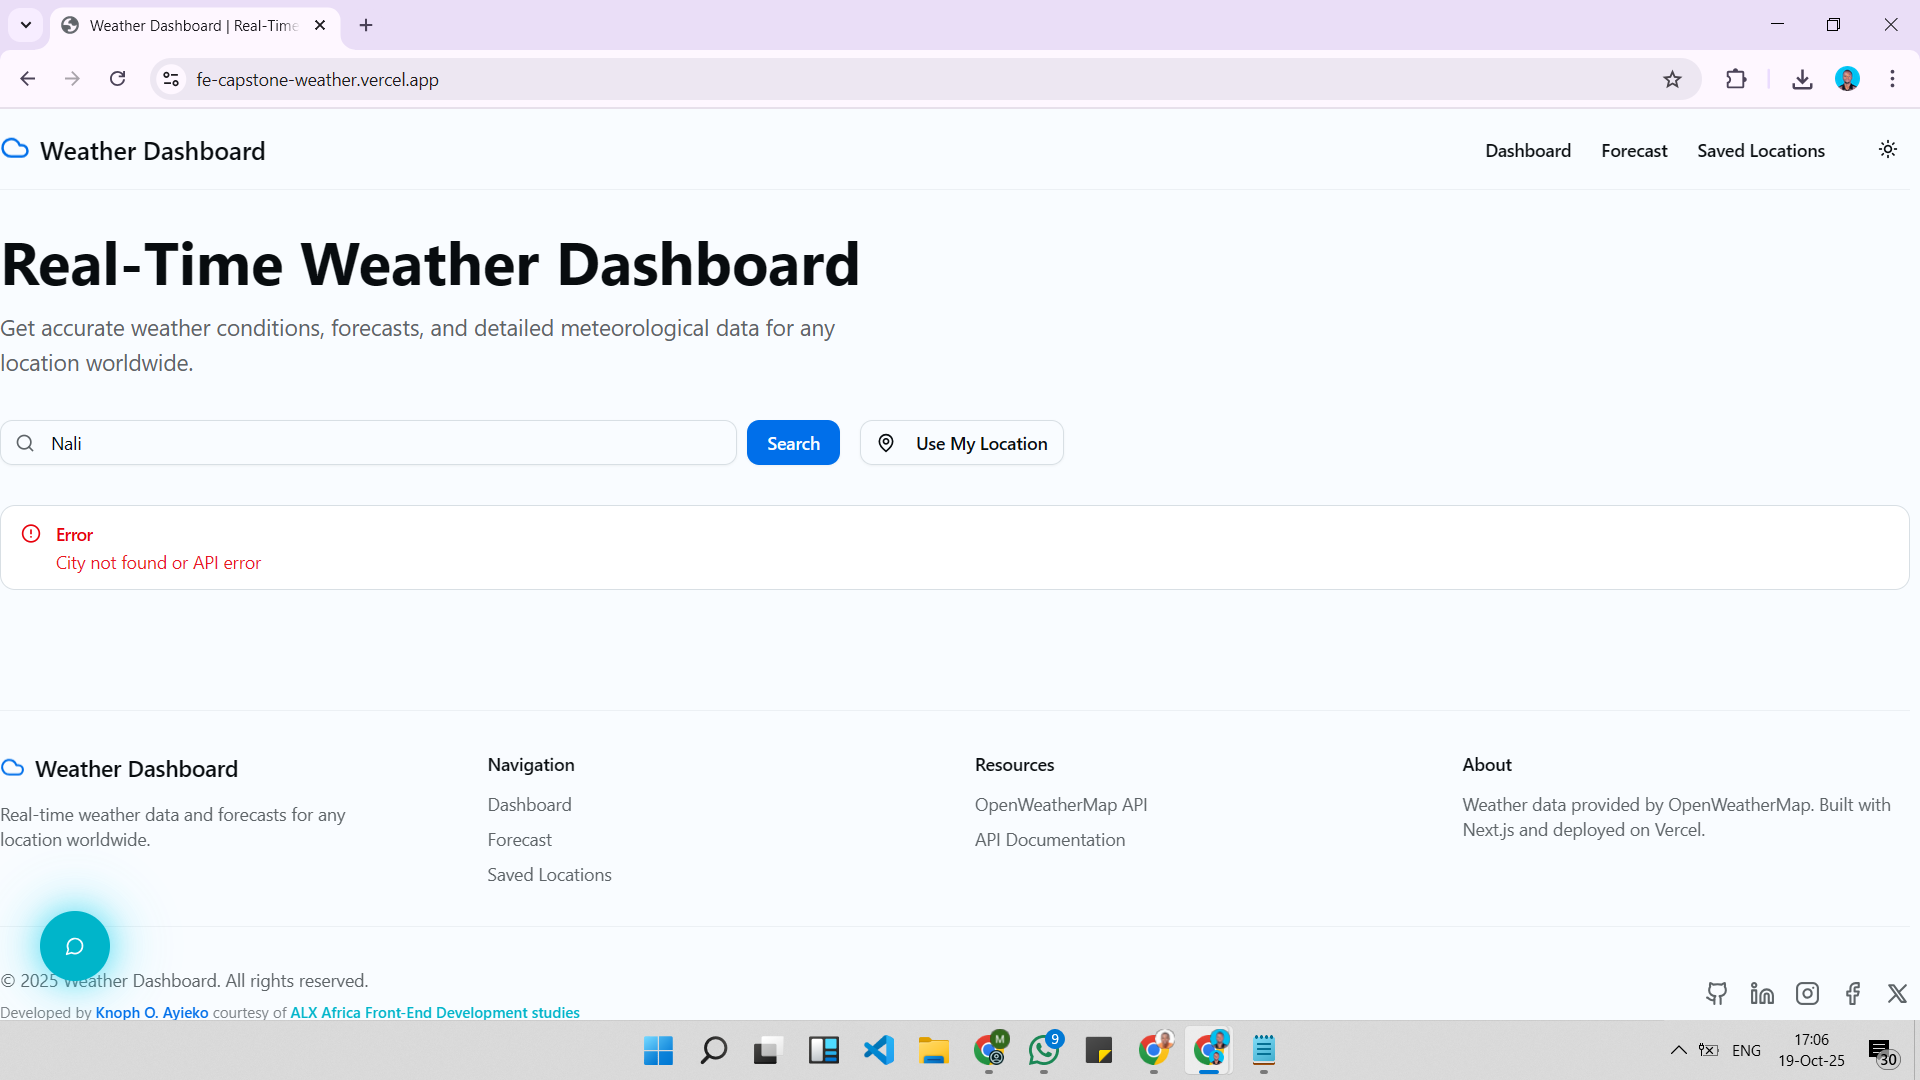 Weather Dashboard | Real-Time
fe-capstone-weather.vercel.app
Weather Dashboard
Dashboard
Forecast
Saved Locations
Real-Time Weather Dashboard
Get accurate weather conditions, forecasts, and detailed meteorological data for any
location worldwide.
Nali
Search
Use My Location
Error
City not found or API error
Weather Dashboard
Real-time weather data and forecasts for any
location worldwide.
Navigation
Dashboard
Forecast
Saved Locations
Resources
OpenWeatherMap API
API Documentation
About
Weather data provided by OpenWeatherMap. Built with
Next.js and deployed on Vercel.
© 2025 Weather Dashboard. All rights reserved.
Developed by Knoph O. Ayieko courtesy of ALX Africa Front-End Development studies
M
9
ENG
17:06
19-Oct-25
30